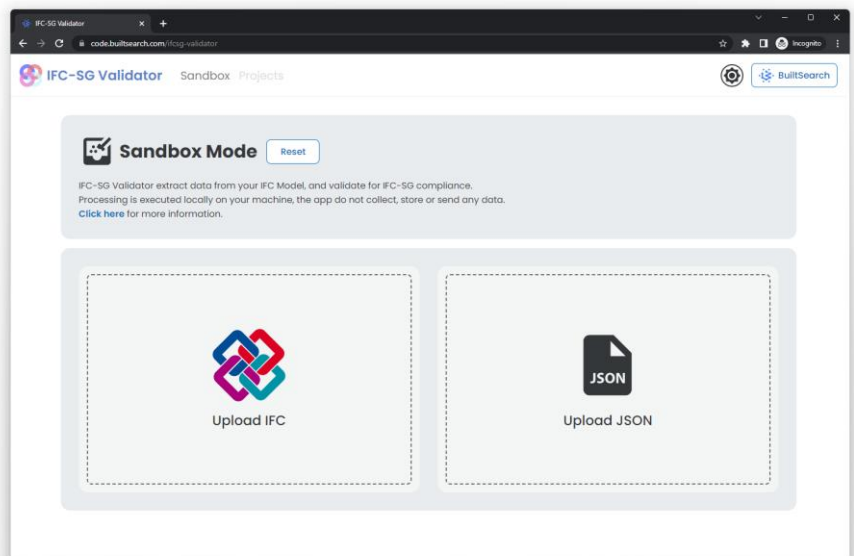 IFC-SG Validator
code.builtsearch.com/ifcsg-validator
Incognito
IFC-SG Validator Sandbox Projects
BuiltSearch
Sandbox Mode Reset
IFC-SG Validator extract data from your IFC Model, and validate for IFC-SG compliance.
Processing is executed locally on your machine, the app do not collect, store or send any data.
Click here for more information.
JSON
Upload IFC Upload JSON